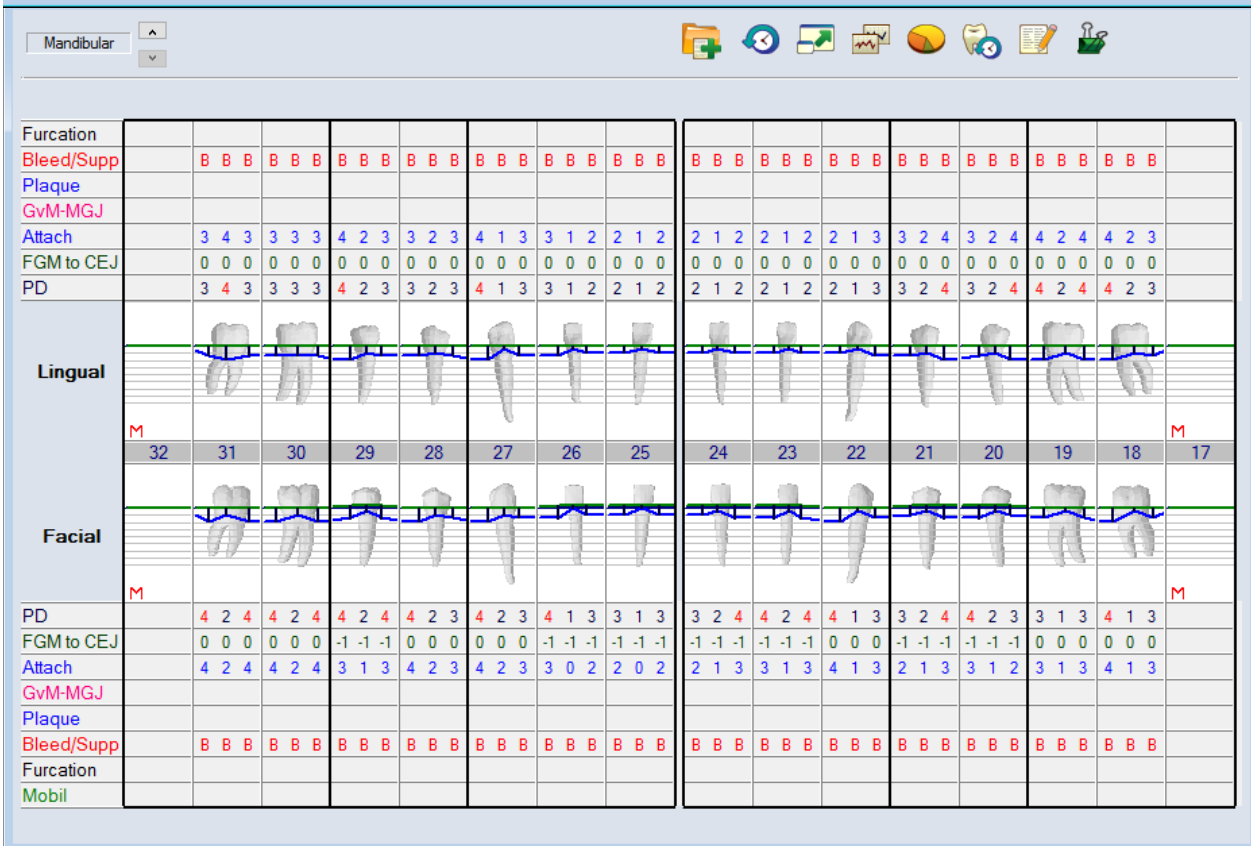 Mandibular
Furcation
Bleed/Supp B B B B B B B B B B B B B B B B B B B B B B B B B B B B B B B B B B B B B B B B B B
Plaque
GvM-MGJ
Attach 3 4 3 3 3 3 4 2 3 3 2 3 4 1 3 3 1 2 2 1 2 2 1 2 2 1 2 2 1 3 3 2 4 3 2 4 4 2 4 4 2 3
FGM to CEJ 0 0 0 0 0 0 0 0 0 0 0 0 0 0 0 0 0 0 0 0 0 0 0 0 0 0 0 0 0 0 0 0 0 0 0 0 0 0 0 0 0 0
PD 3 4 3 3 3 3 4 2 3 3 2 3 4 1 3 3 1 2 2 1 2 2 1 2 2 1 2 2 1 3 3 2 4 3 2 4 4 2 4 4 2 3
Lingual
M M
32 31 30 29 28 27 26 25 24 23 22 21 20 19 18 17
Facial
M M
PD 4 2 4 4 2 4 4 2 4 4 2 3 4 2 3 4 1 3 3 1 3 3 2 4 4 2 4 4 1 3 3 2 4 4 2 3 3 1 3 4 1 3
FGM to CEJ 0 0 0 0 0 0 -1 -1 -1 0 0 0 0 0 0 -1 -1 -1 -1 -1 -1 -1 -1 -1 -1 -1 -1 0 0 0 -1 -1 -1 -1 -1 -1 0 0 0 0 0 0
Attach 4 2 4 4 2 4 3 1 3 4 2 3 4 2 3 3 0 2 2 0 2 2 1 3 3 1 3 4 1 3 2 1 3 3 1 2 3 1 3 4 1 3
GvM-MGJ
Plaque
Bleed/Supp B B B B B B B B B B B B B B B B B B B B B B B B B B B B B B B B B B B B B B B B B B
Furcation
Mobil